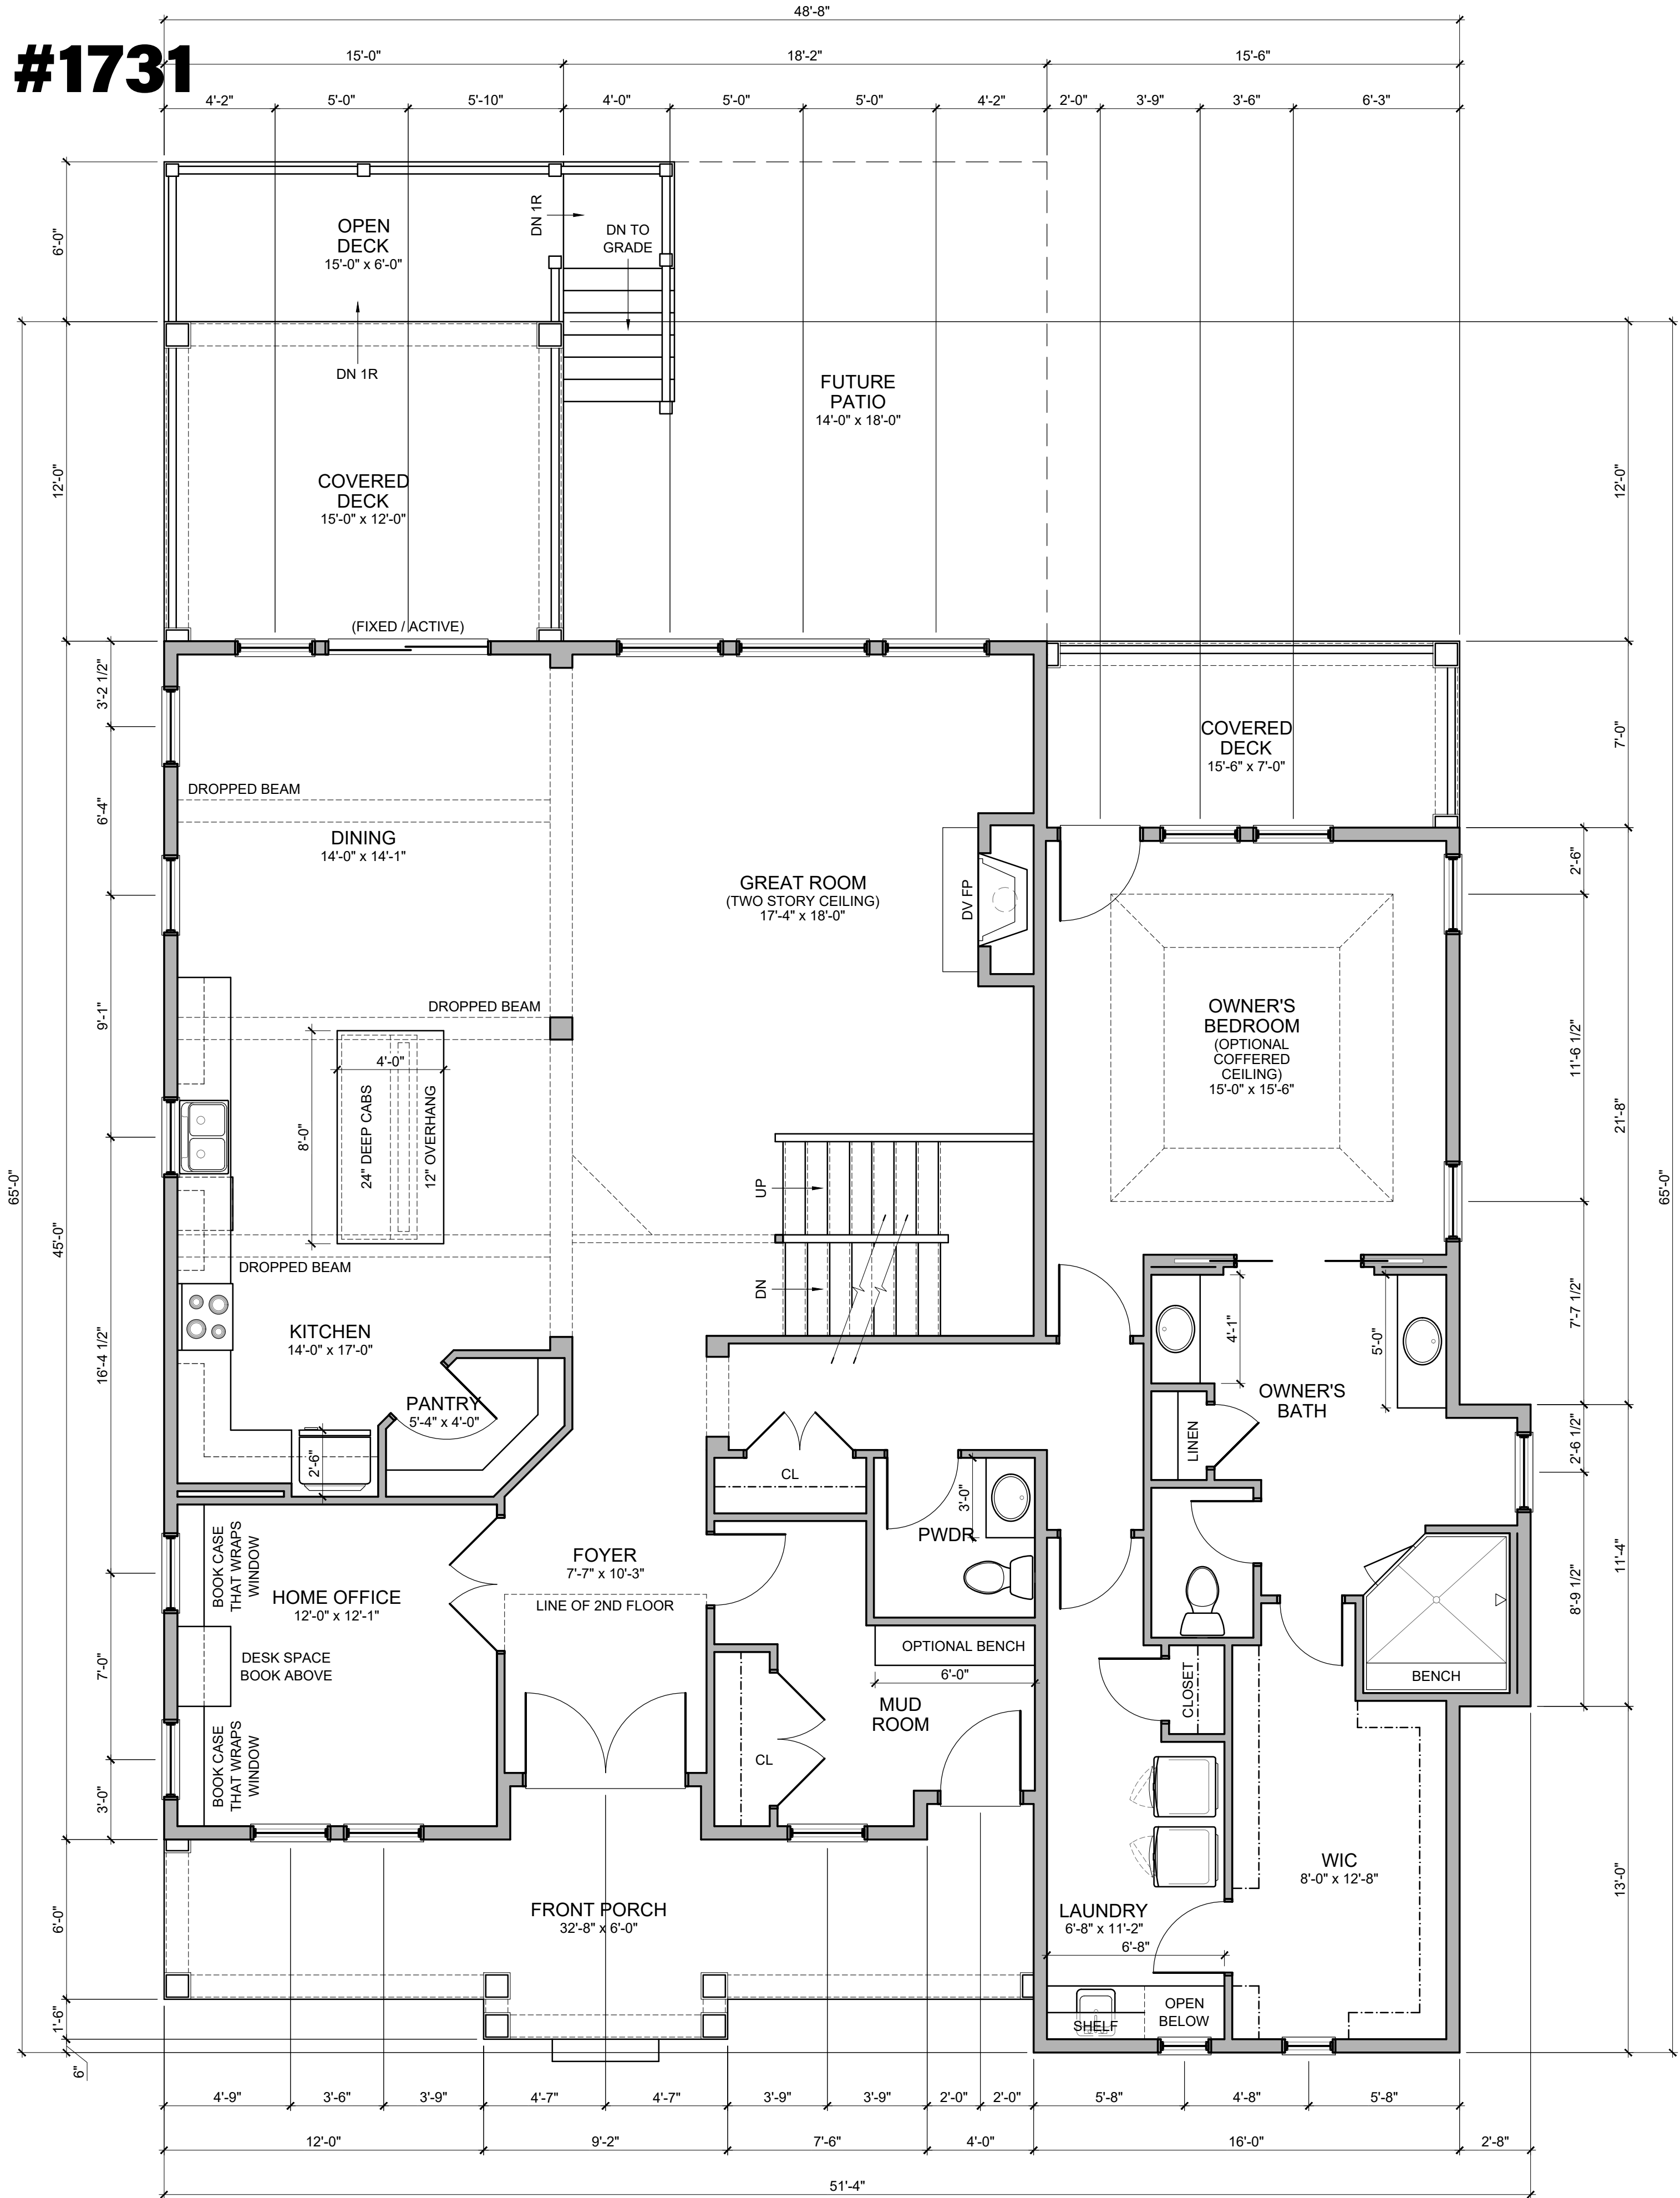 48'-8"
#1731
15'-0"
18'-2"
15'-6"
4'-2"
5'-0"
5'-10"
4'-0"
5'-0"
5'-0"
4'-2"
2'-0"
3'-9"
3'-6"
6'-3"
6'-0"
OPEN
DECK
15'-0" x 6'-0"
DN 1R
DN TO
GRADE
DN 1R
12'-0"
COVERED
DECK
15'-0" x 12'-0"
FUTURE
PATIO
14'-0" x 18'-0"
12'-0"
(FIXED / ACTIVE)
3'-2 1/2"
COVERED
DECK
15'-6" x 7'-0"
7'-0"
DROPPED BEAM
6'-4"
DINING
14'-0" x 14'-1"
GREAT ROOM
(TWO STORY CEILING)
17'-4" x 18'-0"
DV FP
2'-6"
9'-1"
DROPPED BEAM
OWNER'S
BEDROOM
(OPTIONAL
COFFERED
CEILING)
15'-0" x 15'-6"
11'-6 1/2"
4'-0"
8'-0"
24" DEEP CABS
12" OVERHANG
21'-8"
65'-0"
45'-0"
UP
65'-0"
DROPPED BEAM
DN
7'-7 1/2"
16'-4 1/2"
KITCHEN
14'-0" x 17'-0"
4'-1"
5'-0"
PANTRY
5'-4" x 4'-0"
OWNER'S
BATH
LINEN
2'-6 1/2"
2'-6"
CL
3'-0"
PWDR
BOOK CASE
THAT WRAPS
WINDOW
HOME OFFICE
12'-0" x 12'-1"
FOYER
7'-7" x 10'-3"
LINE OF 2ND FLOOR
11'-4"
8'-9 1/2"
DESK SPACE
BOOK ABOVE
7'-0"
OPTIONAL BENCH
6'-0"
BENCH
CLOSET
MUD
ROOM
CL
BOOK CASE
THAT WRAPS
WINDOW
3'-0"
WIC
8'-0" x 12'-8"
13'-0"
6'-0"
FRONT PORCH
32'-8" x 6'-0"
LAUNDRY
6'-8" x 11'-2"
6'-8"
1'-6"
SHELF
OPEN
BELOW
6"
4'-9"
3'-6"
3'-9"
4'-7"
4'-7"
3'-9"
3'-9"
2'-0"
2'-0"
5'-8"
4'-8"
5'-8"
12'-0"
9'-2"
7'-6"
4'-0"
16'-0"
2'-8"
51'-4"